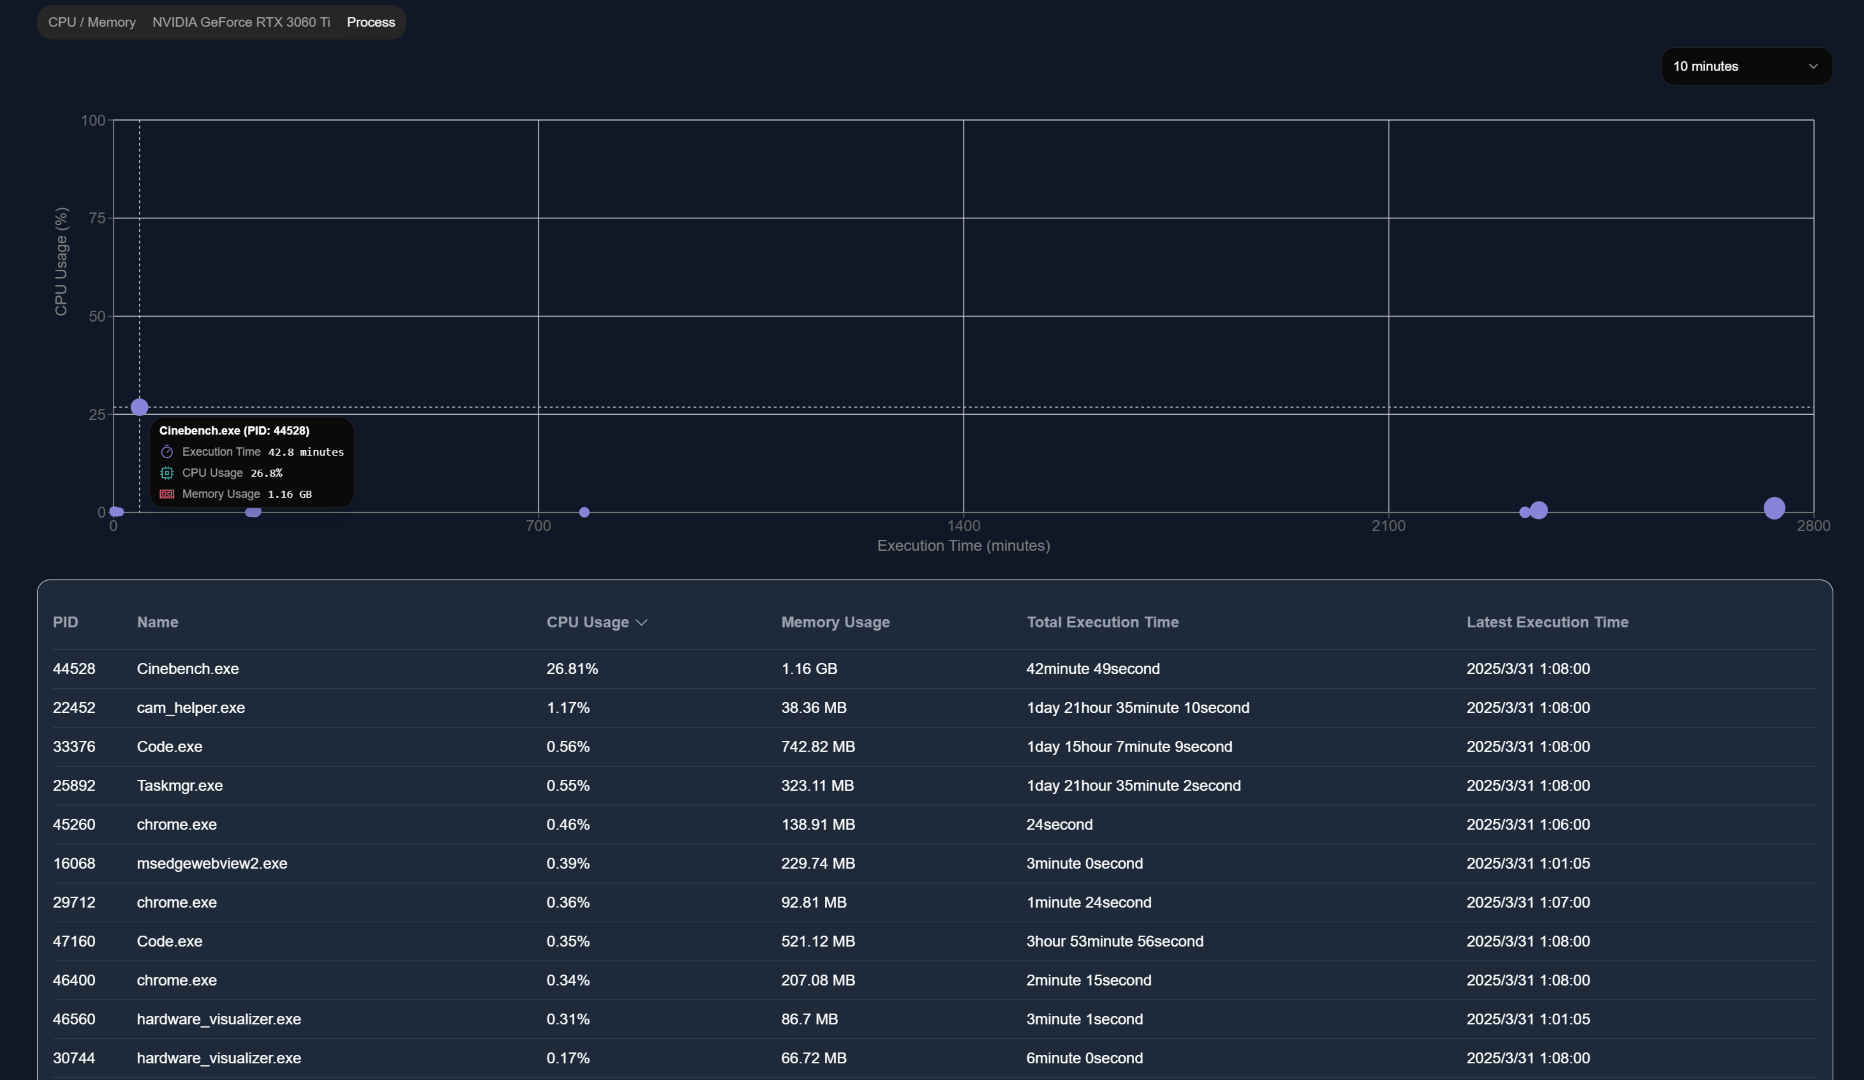 CPU / Memory NVIDIA GeForce RTX 3060 Ti Process
10 minutes
100
75
50
25
0
CPU Usage (%)
Cinebench.exe (PID: 44528)
Execution Time 42.8 minutes
CPU Usage 26.8%
Memory Usage 1.16 GB
0 700 1400 2100 2800
Execution Time (minutes)
PID Name CPU Usage Memory Usage Total Execution Time Latest Execution Time
44528 Cinebench.exe 26.81% 1.16 GB 42minute 49second 2025/3/31 1:08:00
22452 cam_helper.exe 1.17% 38.36 MB 1day 21hour 35minute 10second 2025/3/31 1:08:00
33376 Code.exe 0.56% 742.82 MB 1day 15hour 7minute 9second 2025/3/31 1:08:00
25892 Taskmgr.exe 0.55% 323.11 MB 1day 21hour 35minute 2second 2025/3/31 1:08:00
45260 chrome.exe 0.46% 138.91 MB 24second 2025/3/31 1:06:00
16068 msedgewebview2.exe 0.39% 229.74 MB 3minute 0second 2025/3/31 1:01:05
29712 chrome.exe 0.36% 92.81 MB 1minute 24second 2025/3/31 1:07:00
47160 Code.exe 0.35% 521.12 MB 3hour 53minute 56second 2025/3/31 1:08:00
46400 chrome.exe 0.34% 207.08 MB 2minute 15second 2025/3/31 1:08:00
46560 hardware_visualizer.exe 0.31% 86.7 MB 3minute 1second 2025/3/31 1:01:05
30744 hardware_visualizer.exe 0.17% 66.72 MB 6minute 0second 2025/3/31 1:08:00